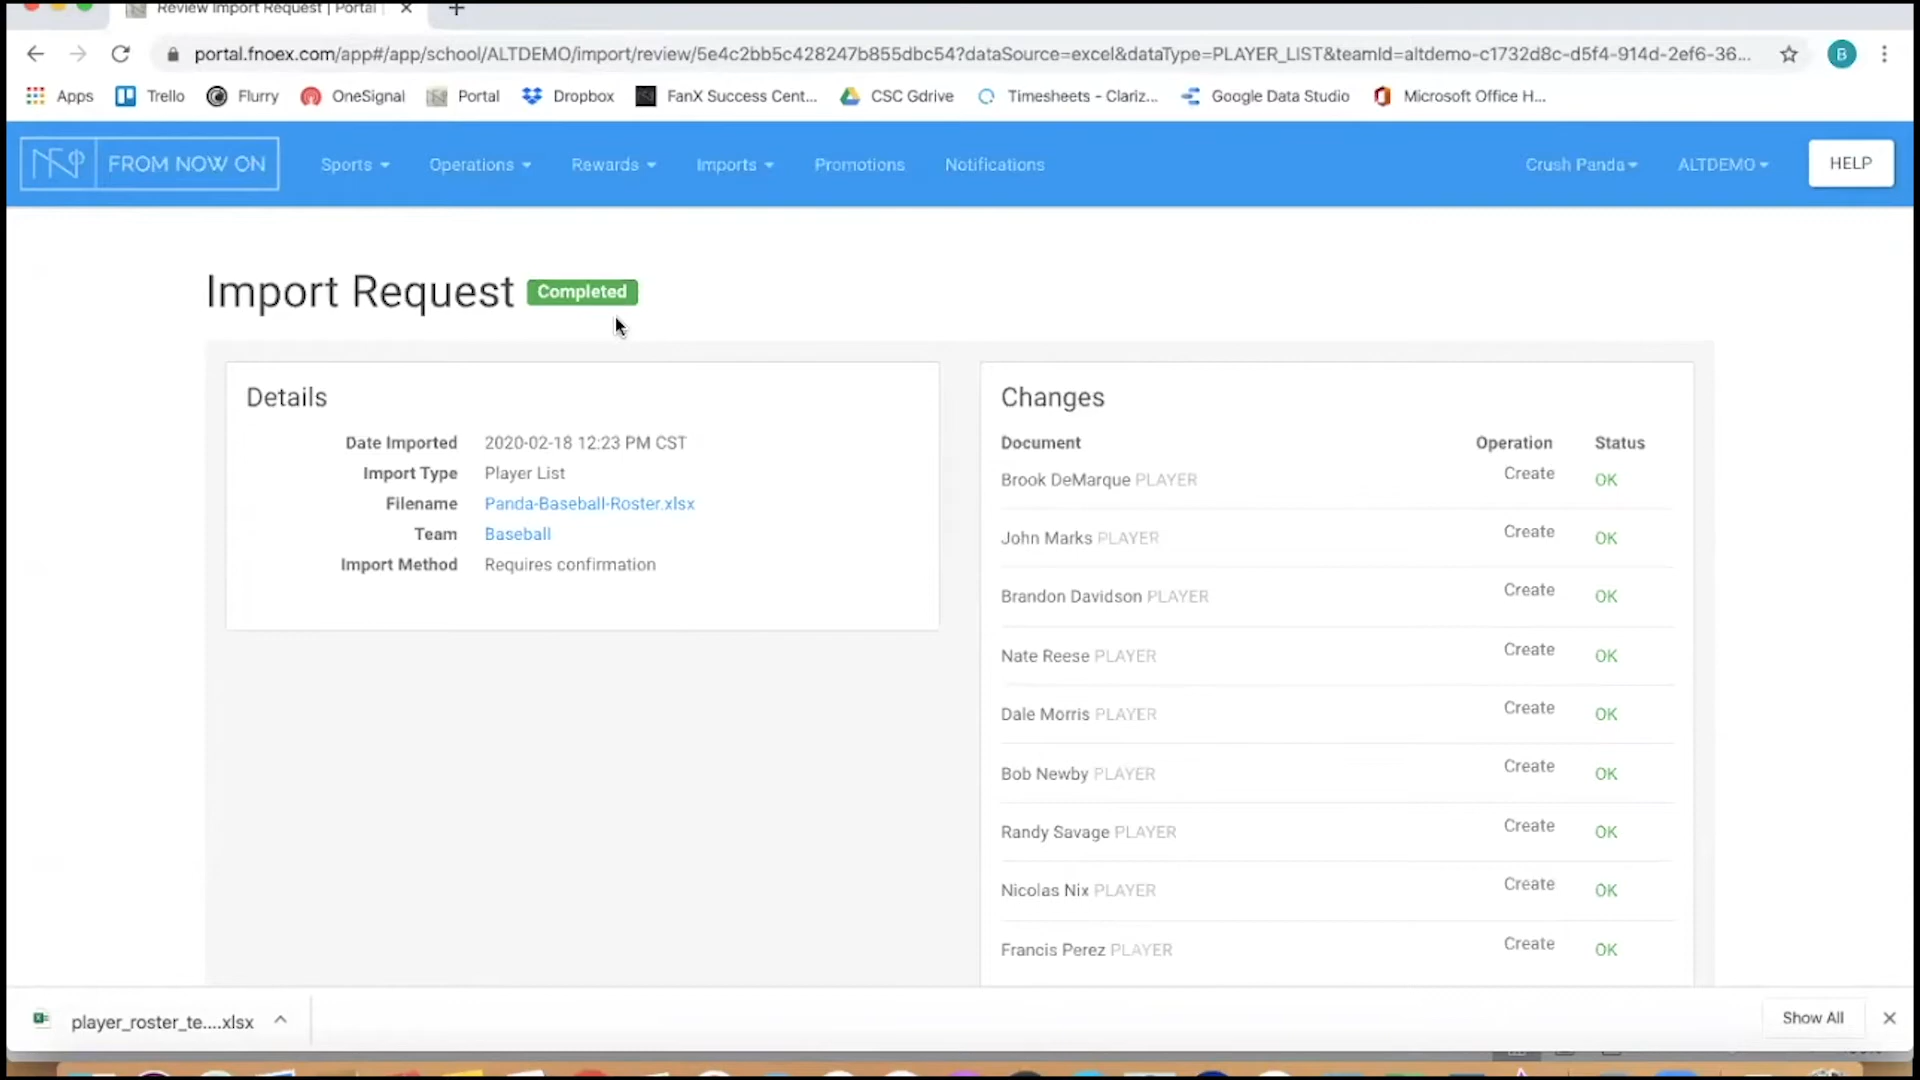 Review Import Request | Portal
portal.fnoex.com/app#/app/school/ALTDEMO/import/review/5e4c2bb5c428247b855dbc54?dataSource=excel&dataType=PLAYER_LIST&teamId=altdemo-c1732d8c-d5f4-914d-2ef6-36... B
Apps Trello Flurry OneSignal Portal Dropbox FanX Success Cent... CSC Gdrive Timesheets - Clariz... Google Data Studio Microsoft Office H...
FROM NOW ON Sports Operations Rewards Imports Promotions Notifications Crush Panda ALTDEMO HELP
Import Request Completed
Details
Date Imported 2020-02-18 12:23 PM CST
Import Type Player List
Filename Panda-Baseball-Roster.xlsx
Team Baseball
Import Method Requires confirmation
Changes
Document Operation Status
Brook DeMarque PLAYER Create OK
John Marks PLAYER Create OK
Brandon Davidson PLAYER Create OK
Nate Reese PLAYER Create OK
Dale Morris PLAYER Create OK
Bob Newby PLAYER Create OK
Randy Savage PLAYER Create OK
Nicolas Nix PLAYER Create OK
Francis Perez PLAYER Create OK
player_roster_te....xlsx Show All